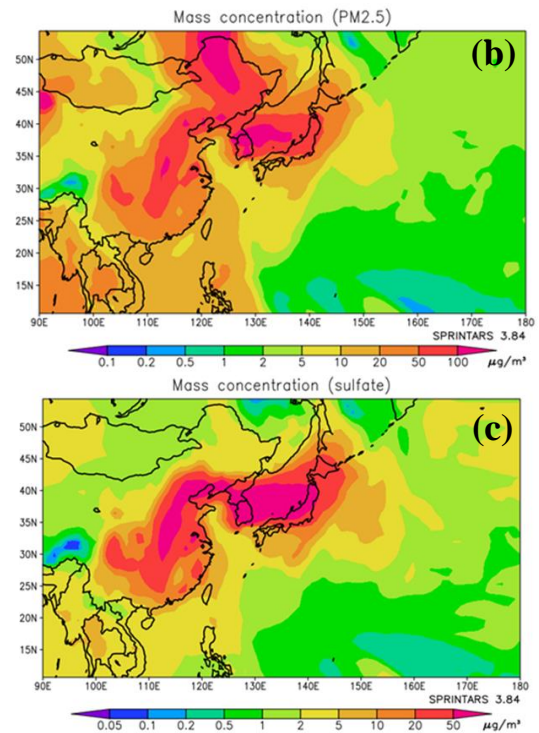 Mass concentration (PM2.5)
(b)
50N
45N
40N
35N
30N
25N
20N
15N
90E 100E 110E 120E 130E 140E 150E 160E 170E 180
SPRINTARS 3.84
0.1 0.2 0.5 1 2 5 10 20 50 100 μg/m³
Mass concentration (sulfate)
(c)
50N
45N
40N
35N
30N
25N
20N
15N
90E 100E 110E 120E 130E 140E 150E 160E 170E 180
SPRINTARS 3.84
0.05 0.1 0.2 0.5 1 2 5 10 20 50 μg/m³